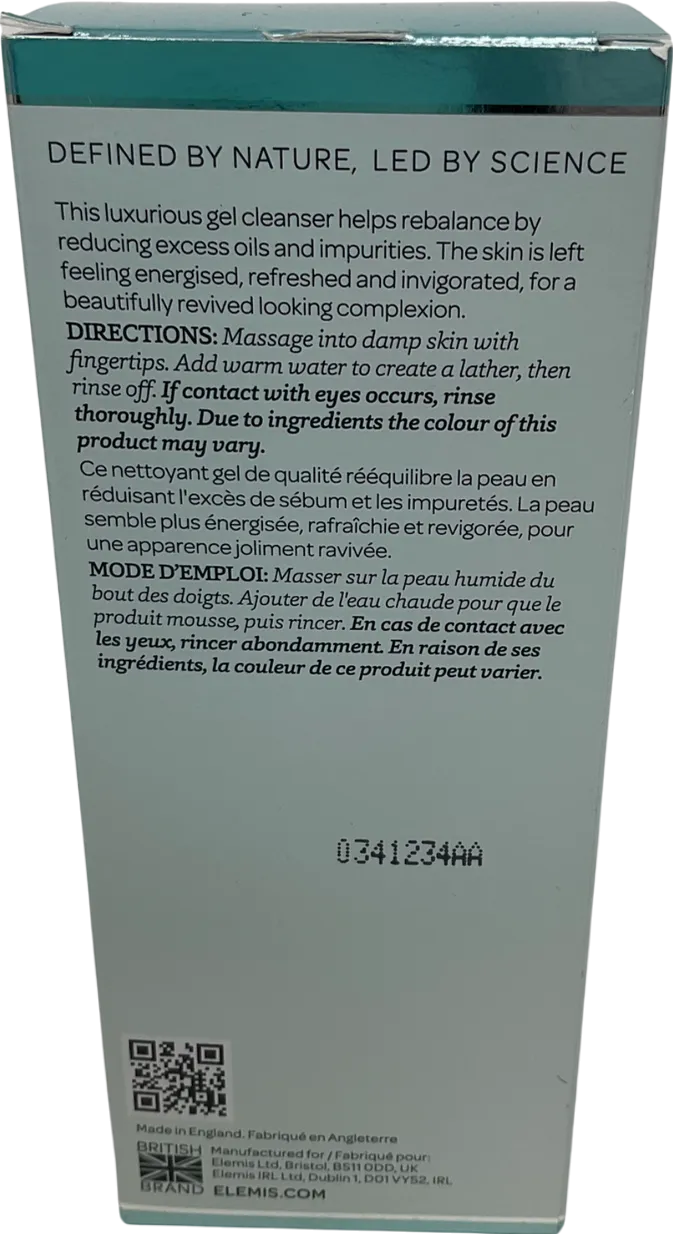 DEFINED BY NATURE, LED BY SCIENCE
This luxurious gel cleanser helps rebalance by
reducing excess oils and impurities. The skin is left
feeling energised, refreshed and invigorated, for a
beautifully revived looking complexion.
DIRECTIONS: Massage into damp skin with
fingertips. Add warm water to create a lather, then
rinse off. If contact with eyes occurs, rinse
thoroughly. Due to ingredients the colour of this
product may vary.
Ce nettoyant gel de qualité rééquilibre la peau en
réduisant l'excès de sébum et les impuretés. La peau
semble plus énergisée, rafraîchie et revigorée, pour
une apparence joliment ravivée.
MODE D'EMPLOI: Masser sur la peau humide du
bout des doigts. Ajouter de l'eau chaude pour que le
produit mousse, puis rincer. En cas de contact avec
les yeux, rincer abondamment. En raison de ses
ingrédients, la couleur de ce produit peut varier.
0341234AA
Made in England. Fabriqué en Angleterre
BRITISH
BRAND
Manufactured for / Fabriqué pour:
Elemis Ltd, Bristol, BS11 0DD, UK
Elemis IRL Ltd, Dublin 1, D01 VY52, IRL
ELEMIS.COM